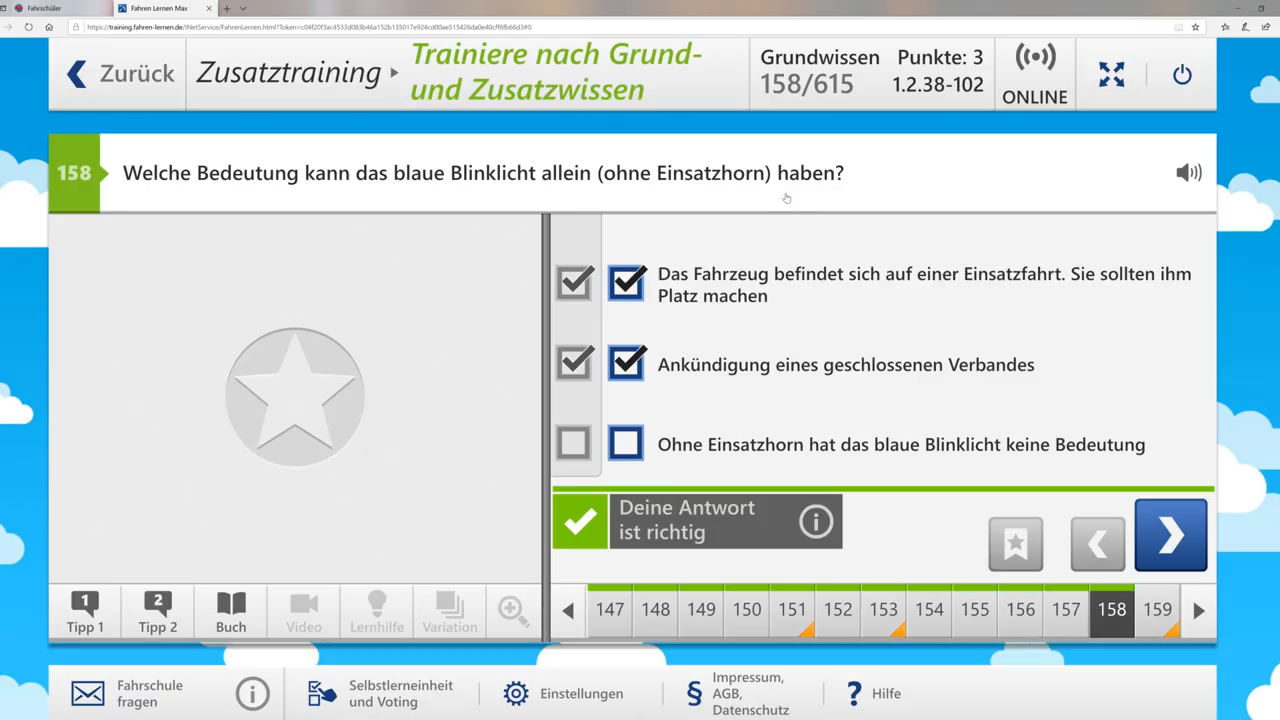 Fahrschüler
Fahren Lernen Max
https://training.fahren-lernen.de/INetService/FahrenLernen.html?Token=c04f20f3ac4533d083b46a152b135017e924cd00ae515426da0e40cff6fb66d3#0
Zurück
Zusatztraining
Trainiere nach Grund-
und Zusatzwissen
Grundwissen
158/615
Punkte: 3
1.2.38-102
ONLINE
158
Welche Bedeutung kann das blaue Blinklicht allein (ohne Einsatzhorn) haben?
Das Fahrzeug befindet sich auf einer Einsatzfahrt. Sie sollten ihm
Platz machen
Ankündigung eines geschlossenen Verbandes
Ohne Einsatzhorn hat das blaue Blinklicht keine Bedeutung
Deine Antwort
ist richtig
1
Tipp 1
2
Tipp 2
Buch
Video
Lernhilfe
Variation
147 148 149 150 151 152 153 154 155 156 157 158 159
Fahrschule
fragen
Selbstlerneinheit
und Voting
Einstellungen
§
Impressum,
AGB,
Datenschutz
?
Hilfe